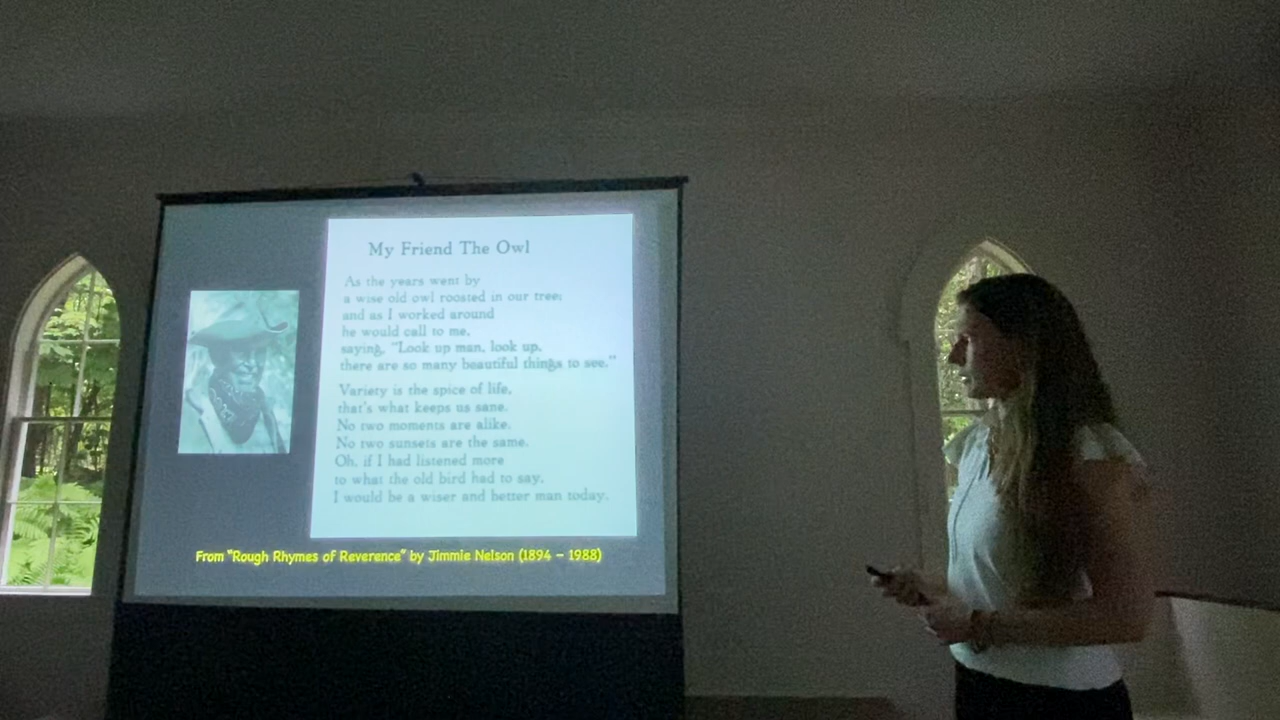 My Friend The Owl
As the years went by
a wise old owl roosted in our tree;
and as I worked around
he would call to me,
saying, "Look up man, look up,
there are so many beautiful things to see."
Variety is the spice of life,
that's what keeps us sane.
No two moments are alike.
No two sunsets are the same.
Oh, if I had listened more
to what the old bird had to say,
I would be a wiser and better man today.
From "Rough Rhymes of Reverence" by Jimmie Nelson (1894 – 1988)